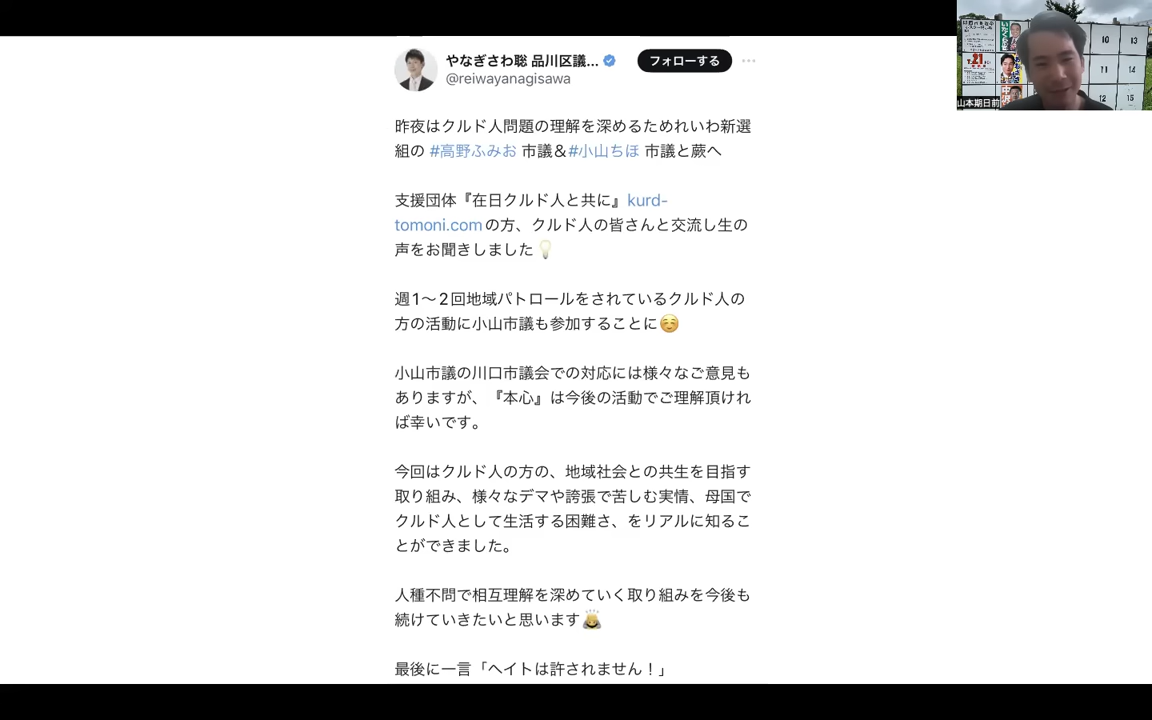 やなぎさわ聡 品川区議...
フォローする
@reiwayanagisawa
昨夜はクルド人問題の理解を深めるためれいわ新選
組の #高野ふみお 市議＆#小山ちほ 市議と蕨へ
支援団体『在日クルド人と共に』kurd-
tomoni.comの方、クルド人の皆さんと交流し生の
声をお聞きしました💡
週1〜2回地域パトロールをされているクルド人の
方の活動に小山市議も参加することに☺️
小山市議の川口市議会での対応には様々なご意見も
ありますが、『本心』は今後の活動でご理解頂けれ
ば幸いです。
今回はクルド人の方の、地域社会との共生を目指す
取り組み、様々なデマや誇張で苦しむ実情、母国で
クルド人として生活する困難さ、をリアルに知るこ
とができました。
人種不問で相互理解を深めていく取り組みを今後も
続けていきたいと思います🙇
最後に一言「ヘイトは許されません！」
10
13
11
14
12
15
7.21
山本期日前